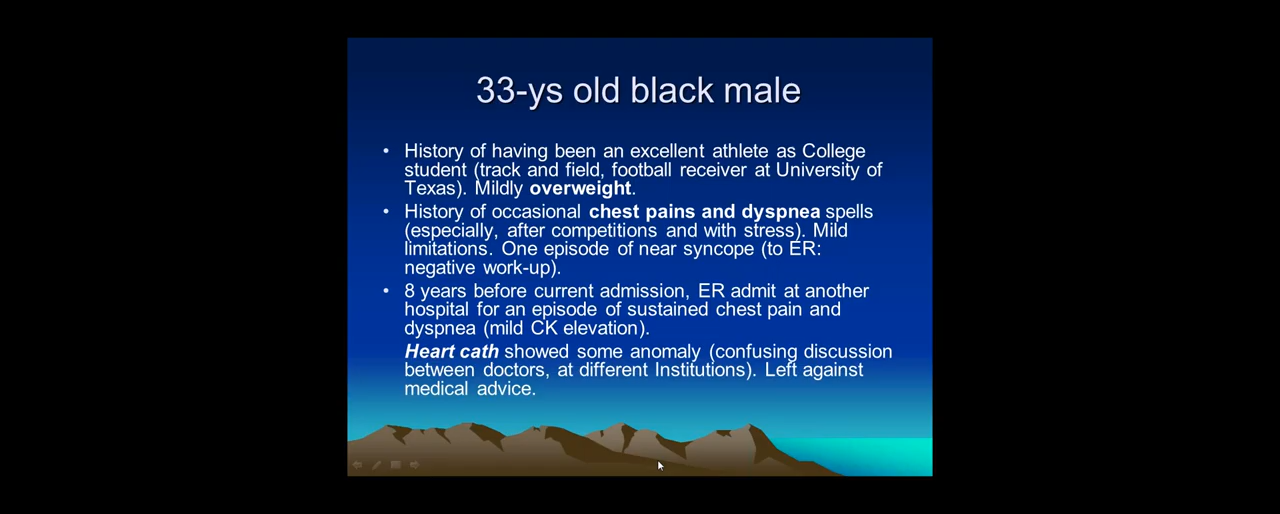 33-ys old black male
• History of having been an excellent athlete as College
student (track and field, football receiver at University of
Texas). Mildly overweight.
• History of occasional chest pains and dyspnea spells
(especially, after competitions and with stress). Mild
limitations. One episode of near syncope (to ER:
negative work-up).
• 8 years before current admission, ER admit at another
hospital for an episode of sustained chest pain and
dyspnea (mild CK elevation).
Heart cath showed some anomaly (confusing discussion
between doctors, at different Institutions). Left against
medical advice.